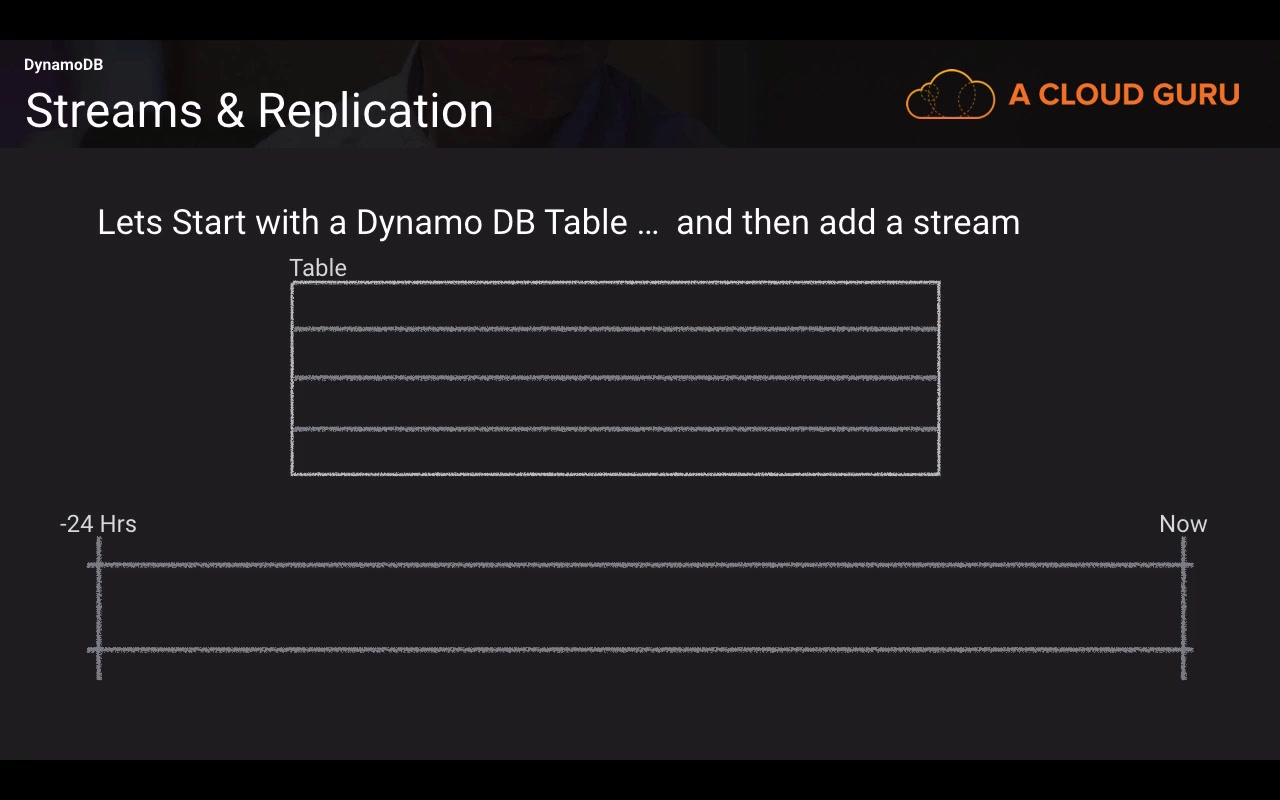 DynamoDB
Streams & Replication
A CLOUD GURU
Lets Start with a Dynamo DB Table ... and then add a stream
Table
-24 Hrs
Now